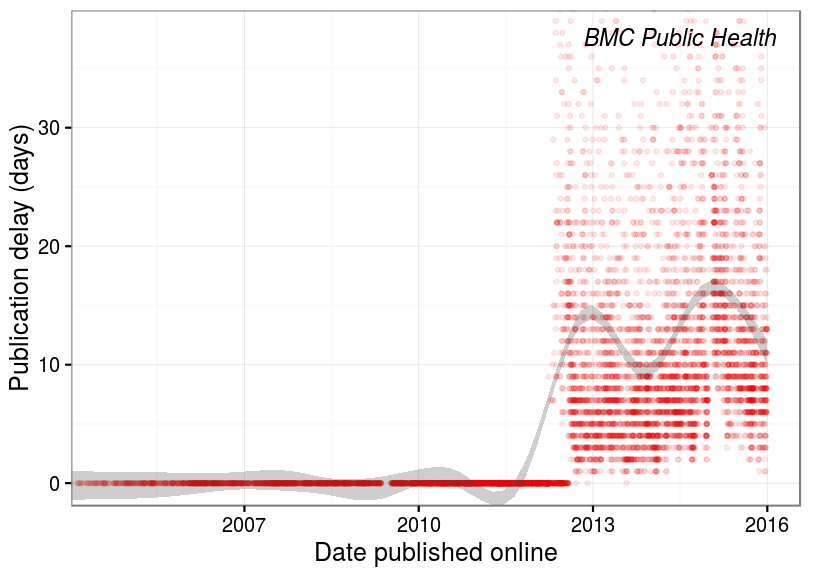 BMC Public Health
Publication delay (days)
30
20
10
0
2007 2010 2013 2016
Date published online